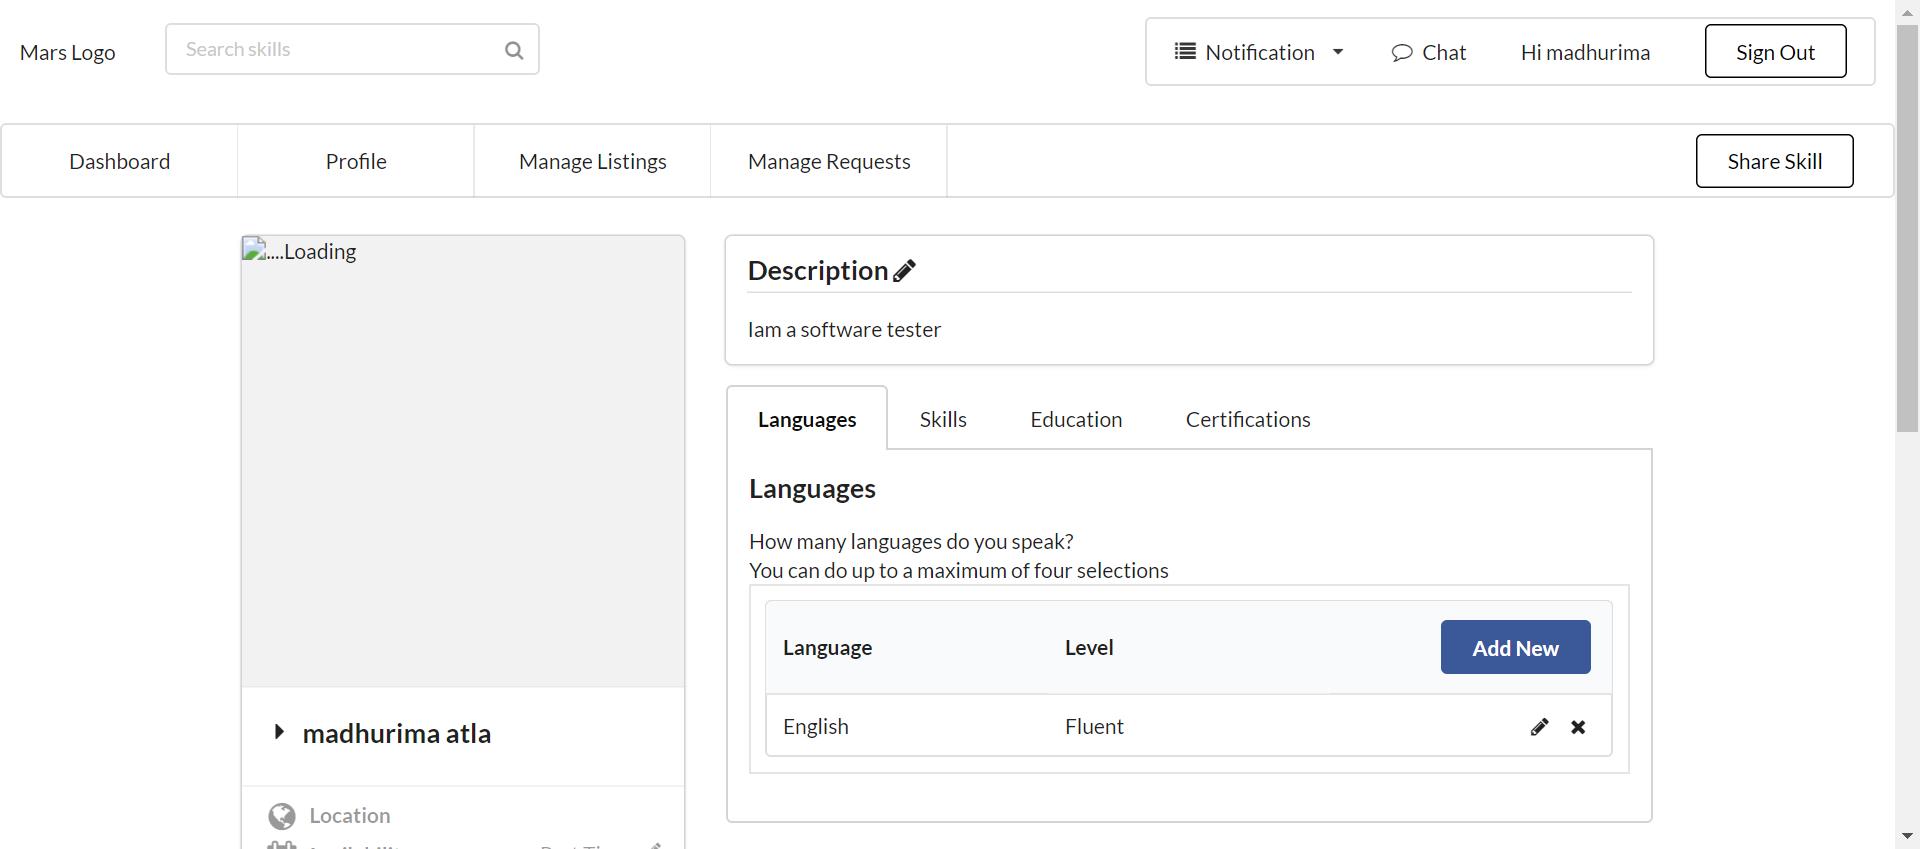 Mars Logo
Search skills
Notification
Chat
Hi madhurima
Sign Out
Dashboard
Profile
Manage Listings
Manage Requests
Share Skill
....Loading
madhurima atla
Location
Description
Iam a software tester
Languages
Skills
Education
Certifications
Languages
How many languages do you speak?
You can do up to a maximum of four selections
Language
Level
Add New
English
Fluent